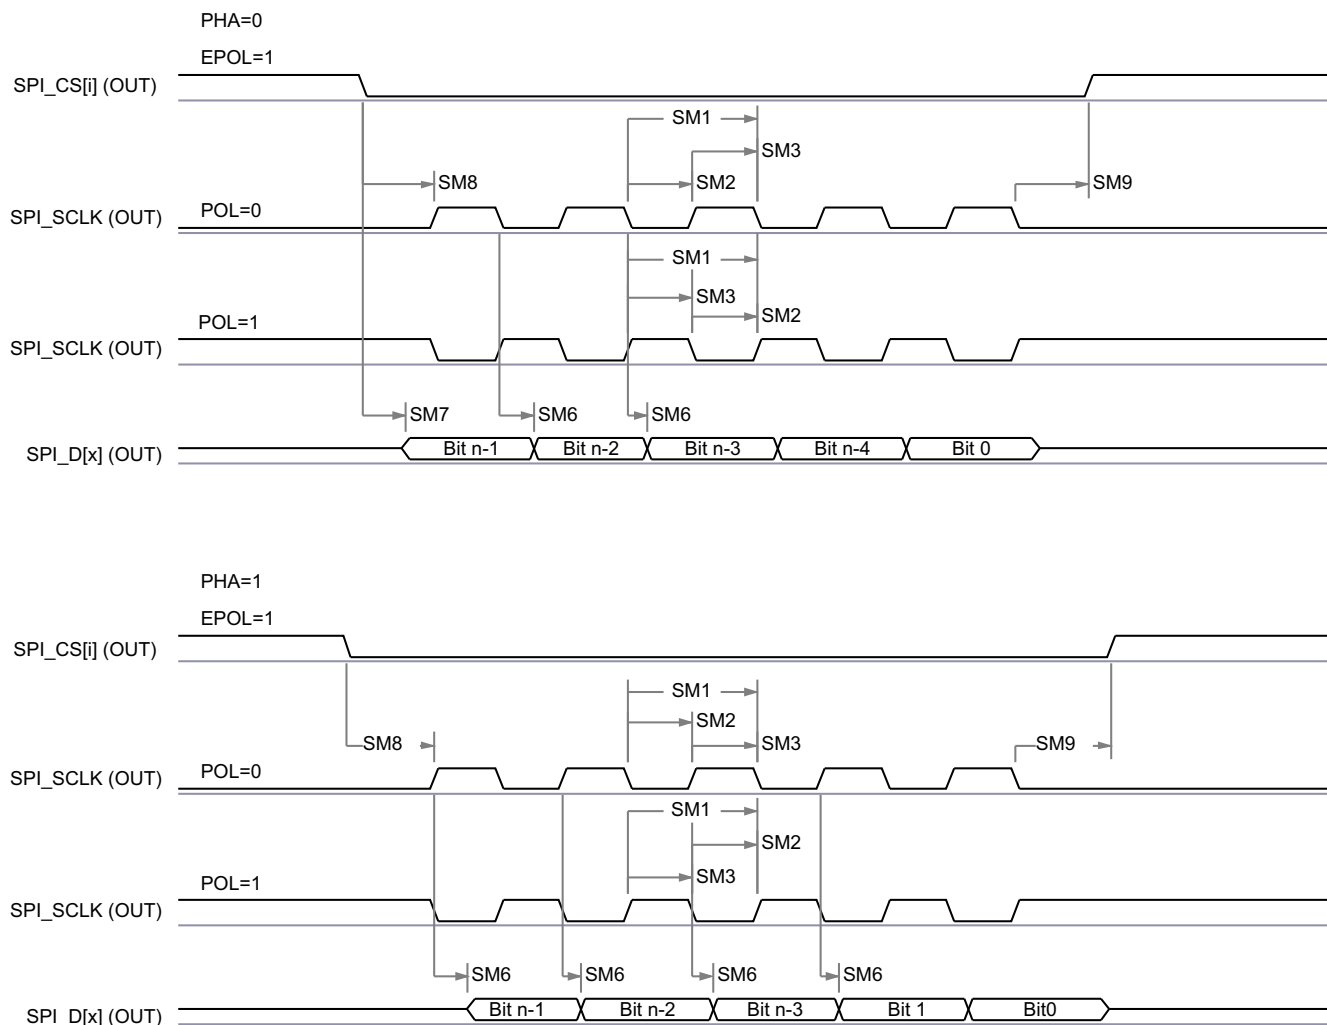 PHA=0
EPOL=1
SPI_CS[i] (OUT)
SM1
SM3
SM8
SM2
SM9
SPI_SCLK (OUT)
POL=0
SM1
SM3
SM2
POL=1
SPI_SCLK (OUT)
SM7
SM6
SM6
SPI_D[x] (OUT)
Bit n-1
Bit n-2
Bit n-3
Bit n-4
Bit 0
PHA=1
EPOL=1
SPI_CS[i] (OUT)
SM1
SM2
SM8
SM3
SM9
SPI_SCLK (OUT)
POL=0
SM1
SM2
SM3
POL=1
SPI_SCLK (OUT)
SM6
SM6
SM6
SM6
SPI_D[x] (OUT)
Bit n-1
Bit n-2
Bit n-3
Bit 1
Bit0